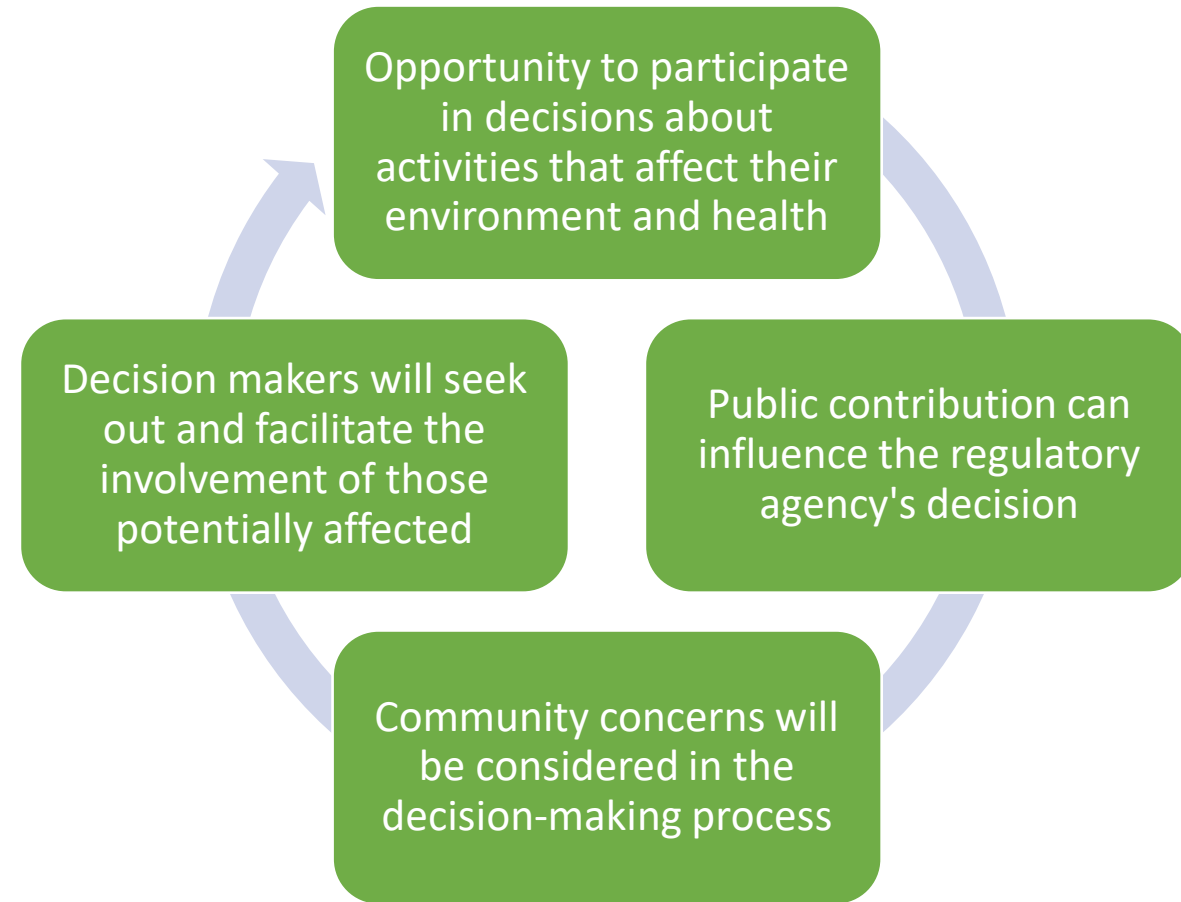 Opportunity to participate
in decisions about
activities that affect their
environment and health
Public contribution can
influence the regulatory
agency's decision
Community concerns will
be considered in the
decision-making process
Decision makers will seek
out and facilitate the
involvement of those
potentially affected